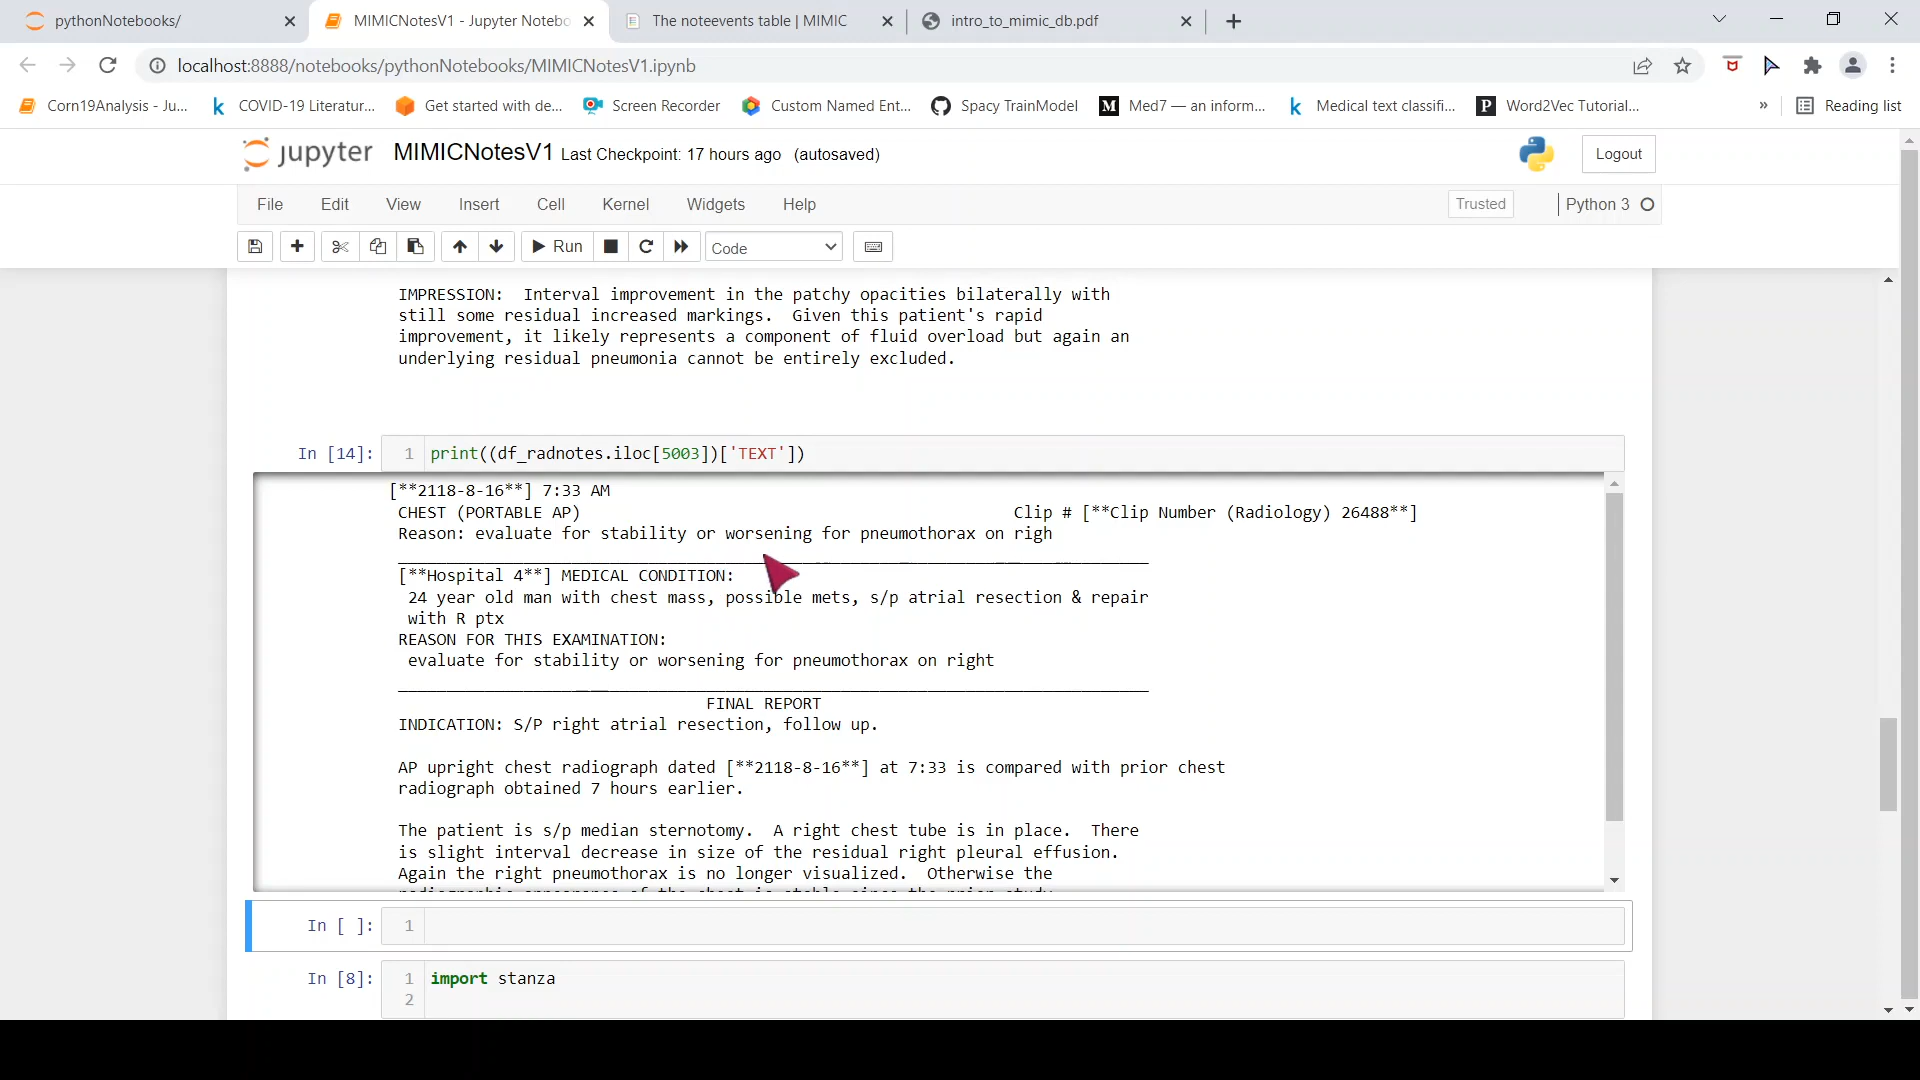 pythonNotebooks/
MIMICNotesV1 - Jupyter Notebo
The noteevents table | MIMIC
intro_to_mimic_db.pdf
localhost:8888/notebooks/pythonNotebooks/MIMICNotesV1.ipynb
Corn19Analysis - Ju...
COVID-19 Literatur...
Get started with de...
Screen Recorder
Custom Named Ent...
Spacy TrainModel
Med7 — an inform...
Medical text classifi...
Word2Vec Tutorial...
»
Reading list
jupyter MIMICNotesV1 Last Checkpoint: 17 hours ago (autosaved)
Logout
File Edit View Insert Cell Kernel Widgets Help
Trusted
Python 3
Run
Code
IMPRESSION:  Interval improvement in the patchy opacities bilaterally with
still some residual increased markings.  Given this patient's rapid
improvement, it likely represents a component of fluid overload but again an
underlying residual pneumonia cannot be entirely excluded.
In [14]: 1 print((df_radnotes.iloc[5003])['TEXT'])
[**2118-8-16**] 7:33 AM
CHEST (PORTABLE AP) Clip # [**Clip Number (Radiology) 26488**]
Reason: evaluate for stability or worsening for pneumothorax on righ
[**Hospital 4**] MEDICAL CONDITION:
24 year old man with chest mass, possible mets, s/p atrial resection & repair
with R ptx
REASON FOR THIS EXAMINATION:
evaluate for stability or worsening for pneumothorax on right
FINAL REPORT
INDICATION: S/P right atrial resection, follow up.
AP upright chest radiograph dated [**2118-8-16**] at 7:33 is compared with prior chest
radiograph obtained 7 hours earlier.
The patient is s/p median sternotomy.  A right chest tube is in place.  There
is slight interval decrease in size of the residual right pleural effusion.
Again the right pneumothorax is no longer visualized.  Otherwise the
In [ ]: 1
In [8]: 1 import stanza
2